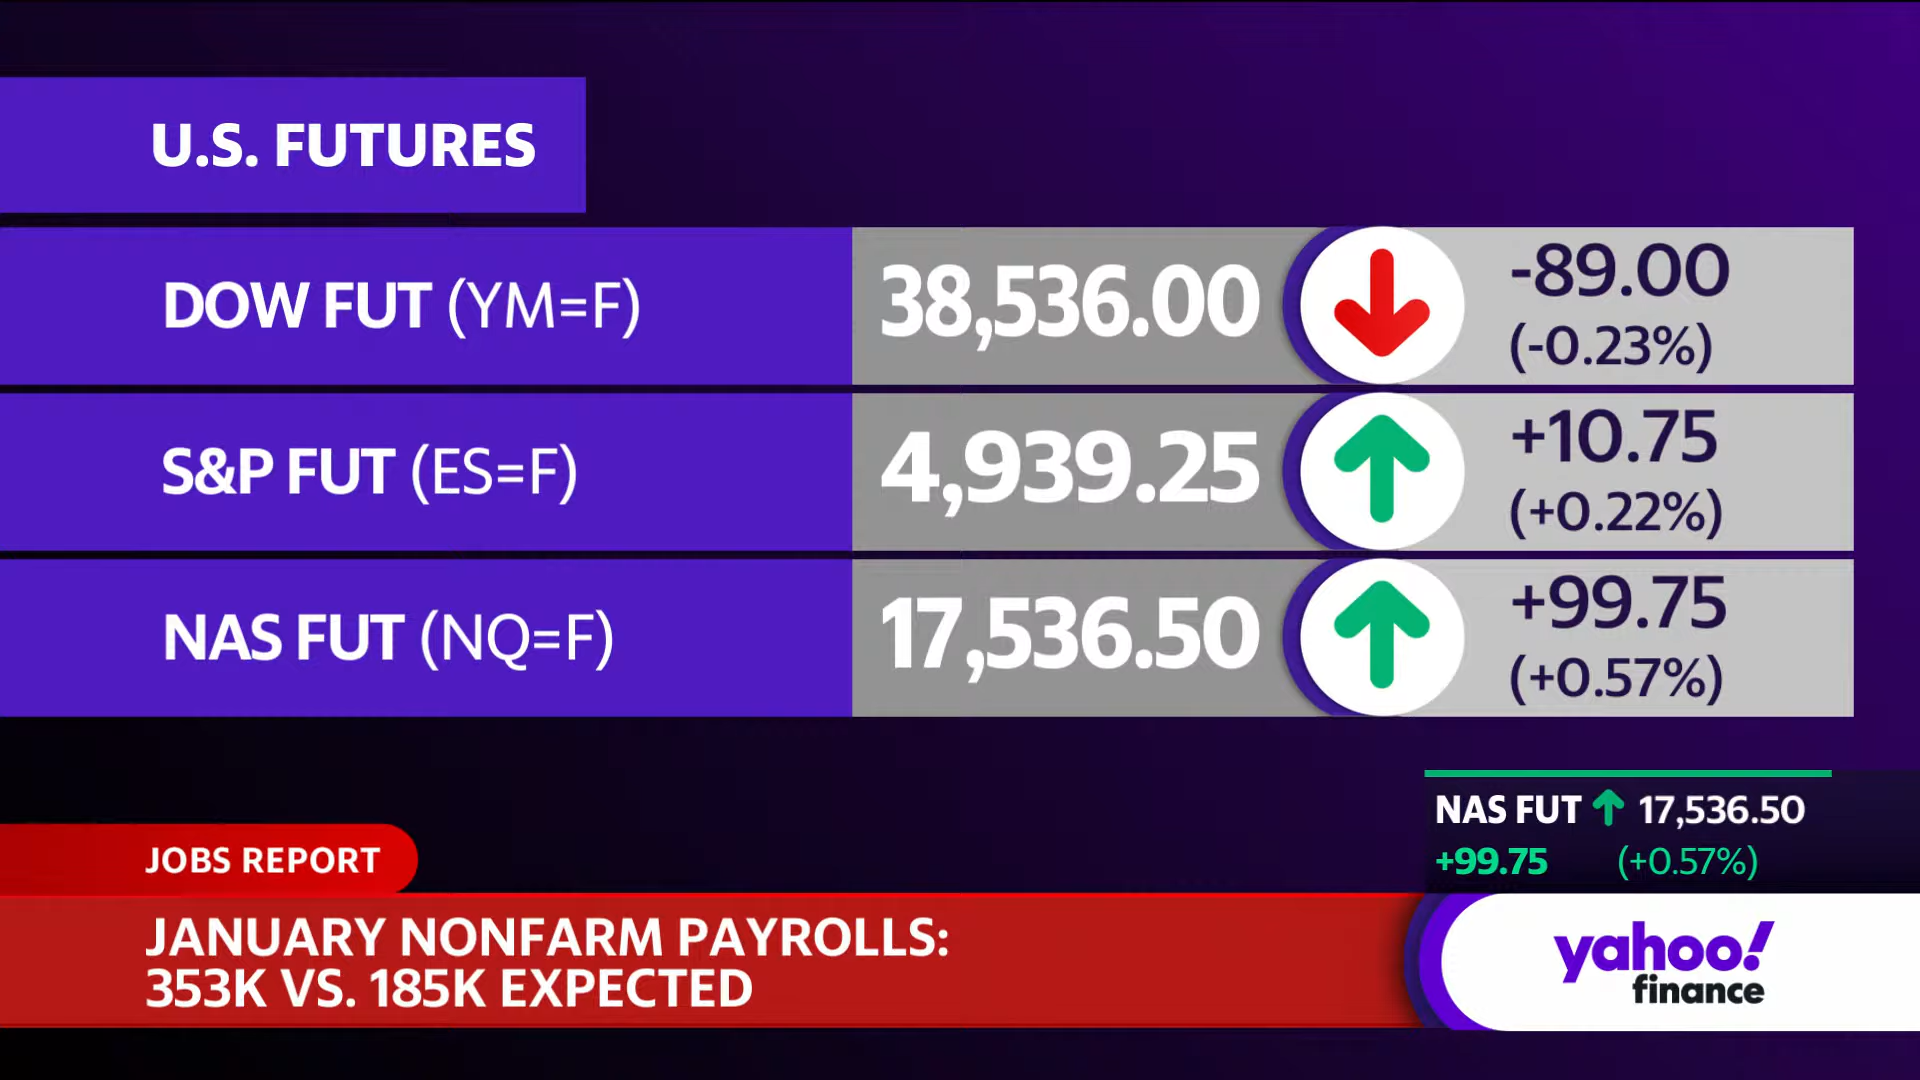 U.S. FUTURES
DOW FUT (YM=F) 38,536.00 -89.00
(-0.23%)
S&P FUT (ES=F) 4,939.25 +10.75
(+0.22%)
NAS FUT (NQ=F) 17,536.50 +99.75
(+0.57%)
NAS FUT 17,536.50
+99.75 (+0.57%)
JOBS REPORT
JANUARY NONFARM PAYROLLS:
353K VS. 185K EXPECTED
yahoo!
finance